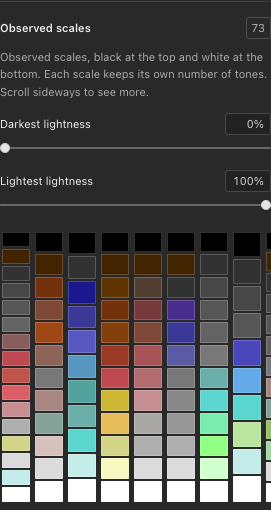 Observed scales 73
Observed scales, black at the top and white at the
bottom. Each scale keeps its own number of tones.
Scroll sideways to see more.
Darkest lightness 0%
Lightest lightness 100%